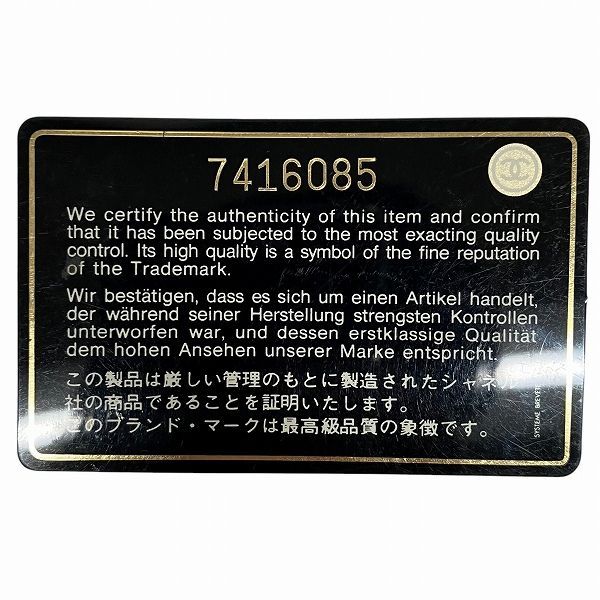 7416085
We certify the authenticity of this item and confirm
that it has been subjected to the most exacting quality
control. Its high quality is a symbol of the fine reputation
of the Trademark.
Wir bestätigen, dass es sich um einen Artikel handelt,
der während seiner Herstellung strengsten Kontrollen
unterworfen war, und dessen erstklassige Qualität
dem hohen Ansehen unserer Marke entspricht.
この製品は厳しい管理のもとに製造されたシャネル
社の商品であることを証明いたします。
このブランド・マークは最高級品質の象徴です。
SYSTEME BREVETE